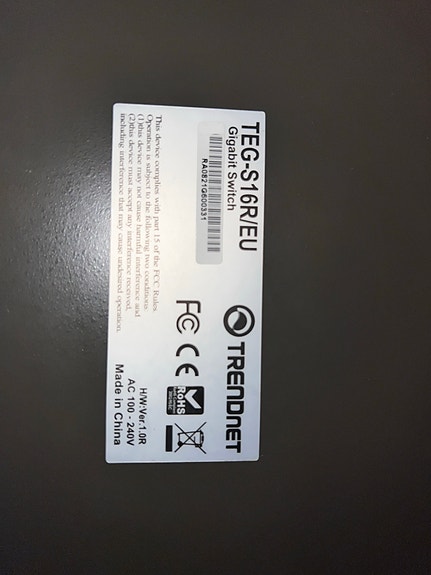 TEG-S16R/EU
Gigabit Switch
RA0821G600331
TRENDNET
This device complies with part 15 of the FCC Rules
Operation is subject to the following two conditions
(1)this device may not cause harmful interference and
(2)this device must accept any interference received,
including interference that may cause undesired operation.
FC CE RoHS
H/W:Ver.1.0R
AC 100 - 240V
Made in China